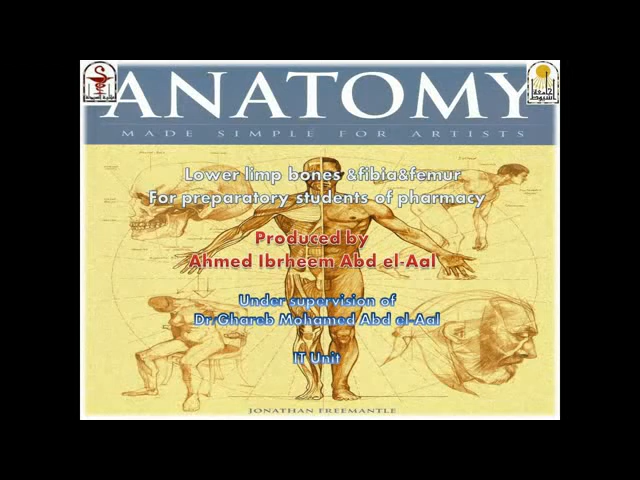 ANATOMY
MADE SIMPLE FOR ARTISTS
Lower limp bones &fibia&femur
For preparatory students of pharmacy
Produced by
Ahmed Ibrheem Abd el-Aal
Under supervision of
Dr/Ghareb Mohamed Abd el-Aal
IT Unit
JONATHAN FREEMANTLE